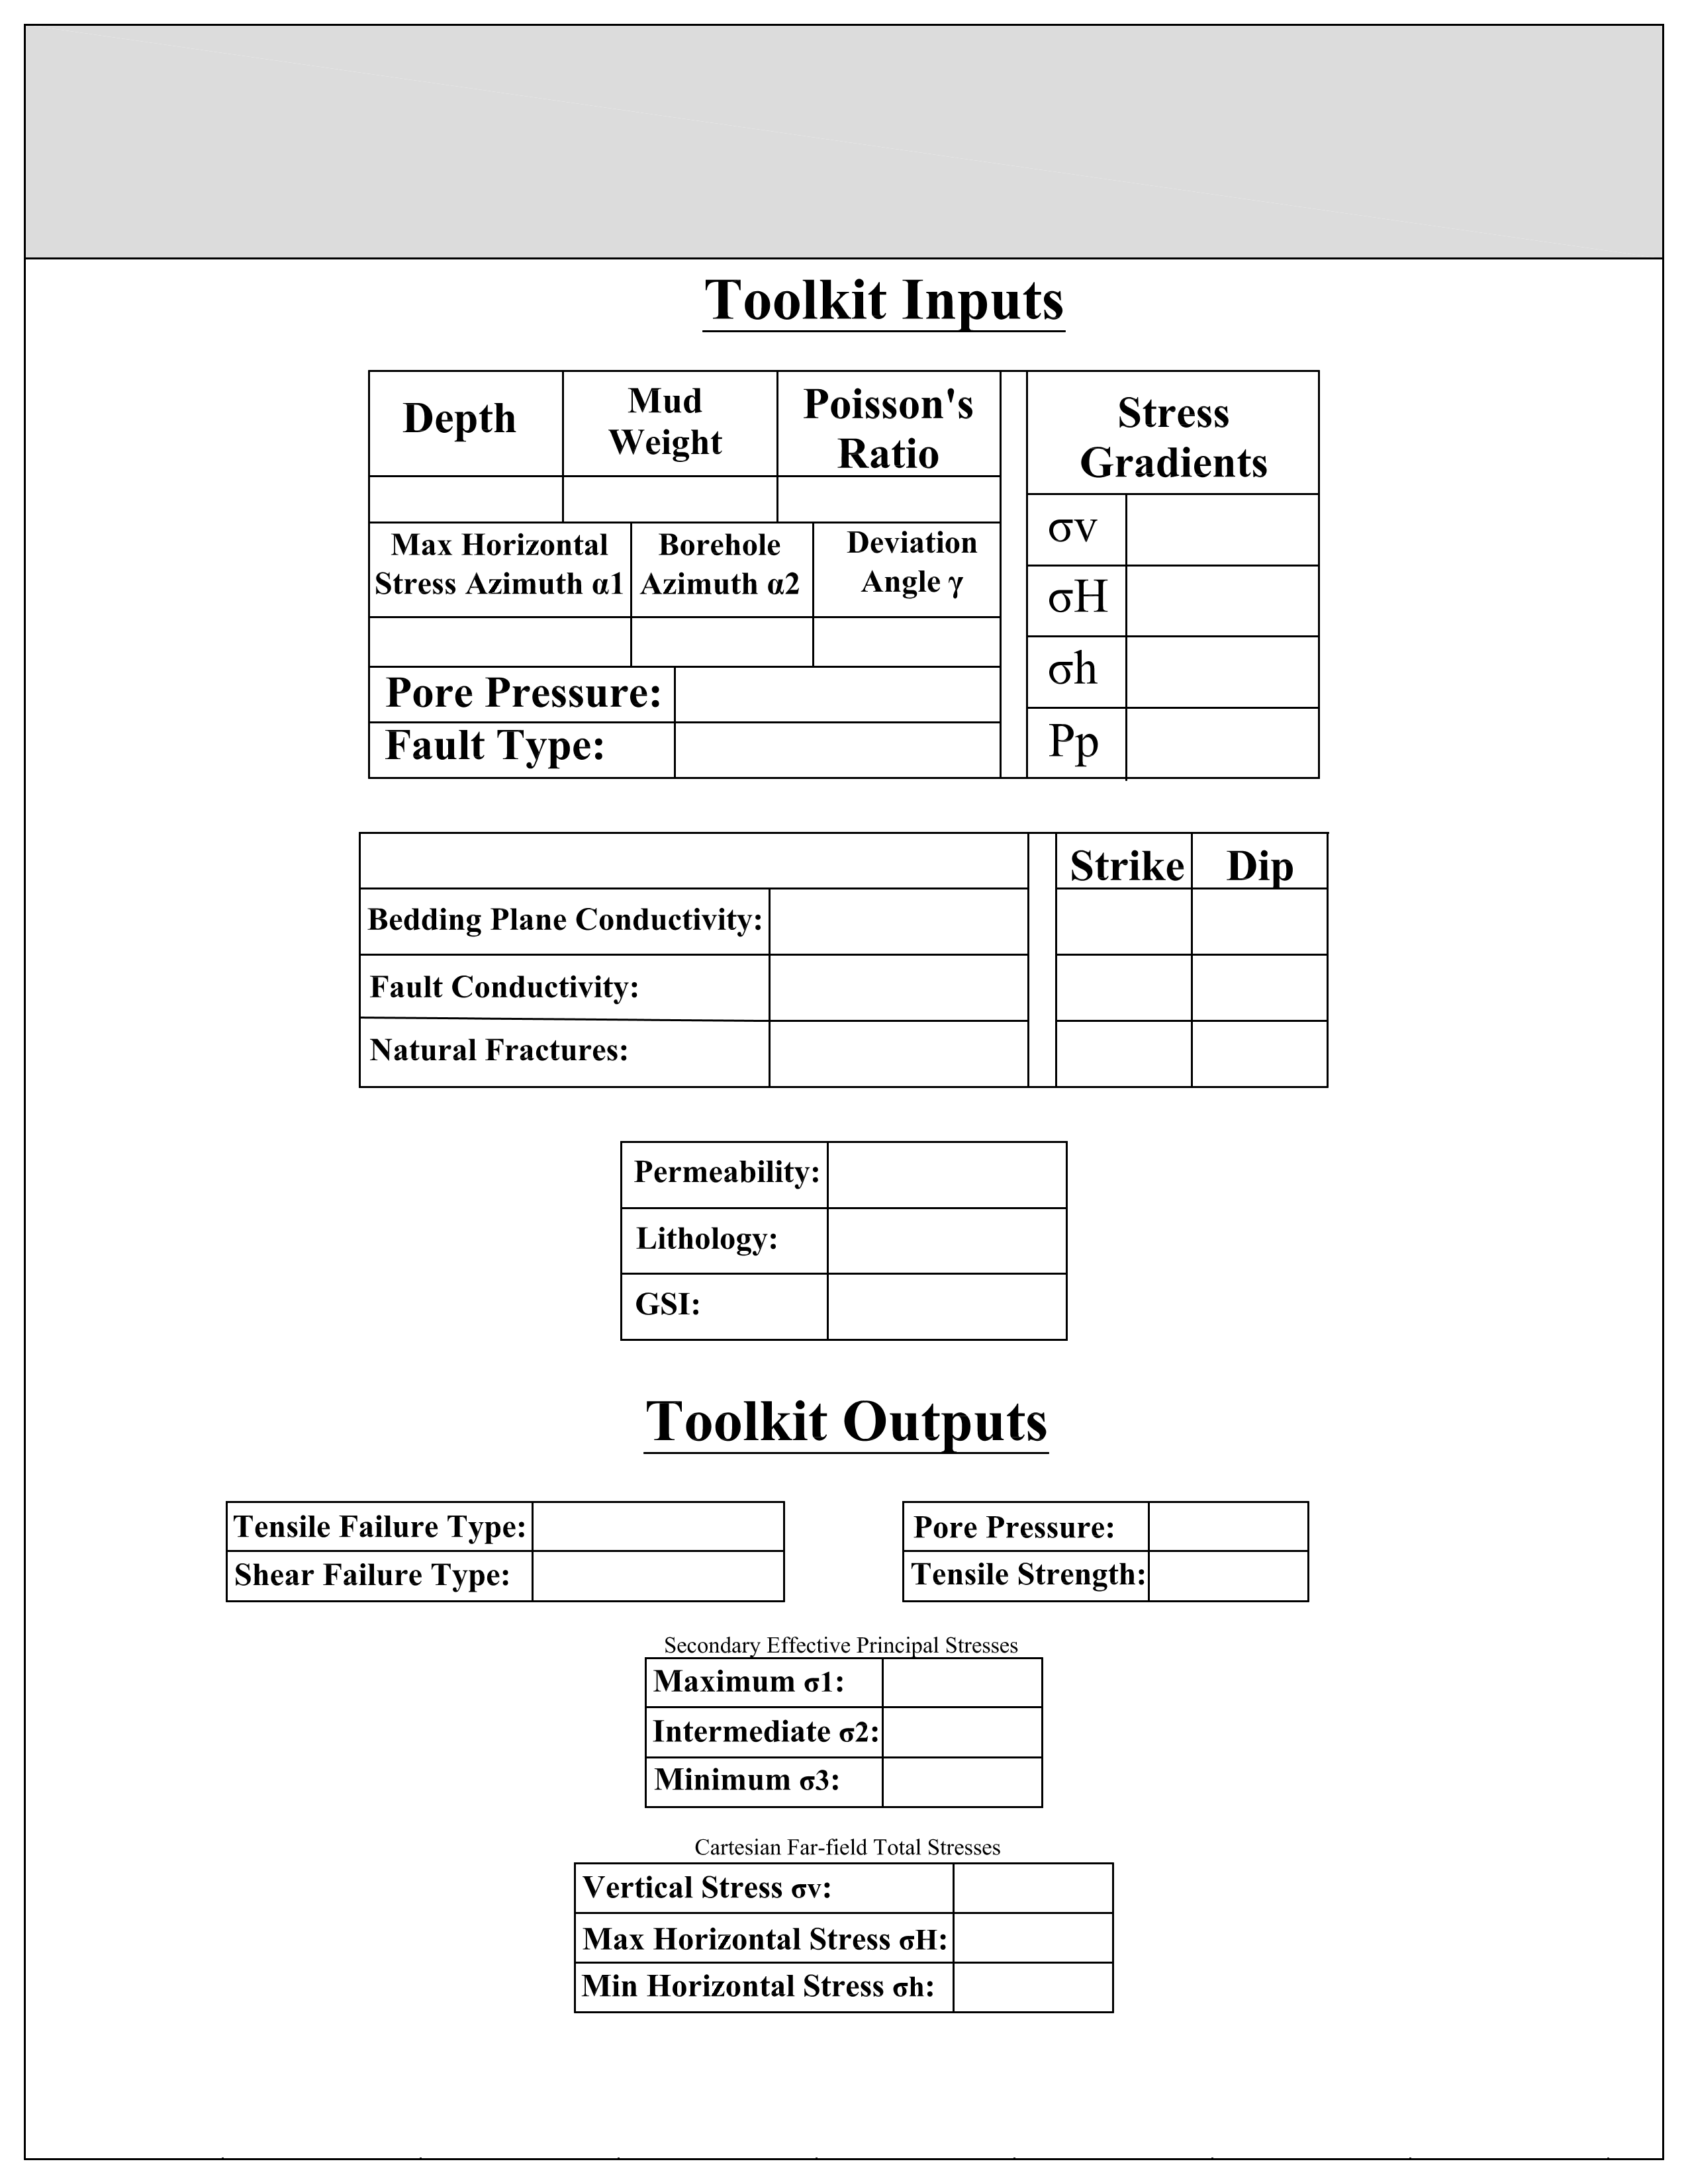 Toolkit Inputs
Depth
Mud
Weight
Poisson's
Ratio
Stress
Gradients
σv
Max Horizontal
Stress Azimuth α1
Borehole
Azimuth α2
Deviation
Angle γ
σH
σh
Pore Pressure:
Fault Type:
Pp
Strike
Dip
Bedding Plane Conductivity:
Fault Conductivity:
Natural Fractures:
Permeability:
Lithology:
GSI:
Toolkit Outputs
Tensile Failure Type:
Shear Failure Type:
Pore Pressure:
Tensile Strength:
Secondary Effective Principal Stresses
Maximum σ1:
Intermediate σ2:
Minimum σ3:
Cartesian Far-field Total Stresses
Vertical Stress σv:
Max Horizontal Stress σH:
Min Horizontal Stress σh: